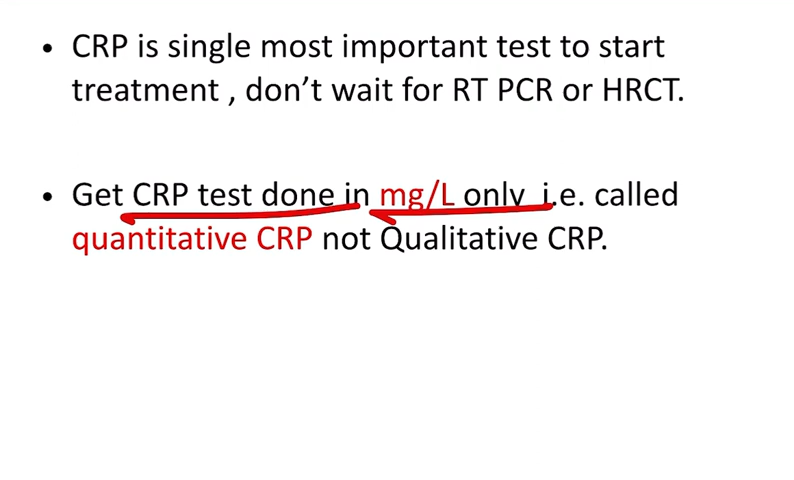 • CRP is single most important test to start
treatment , don't wait for RT PCR or HRCT.
• Get CRP test done in mg/L only i.e. called
quantitative CRP not Qualitative CRP.